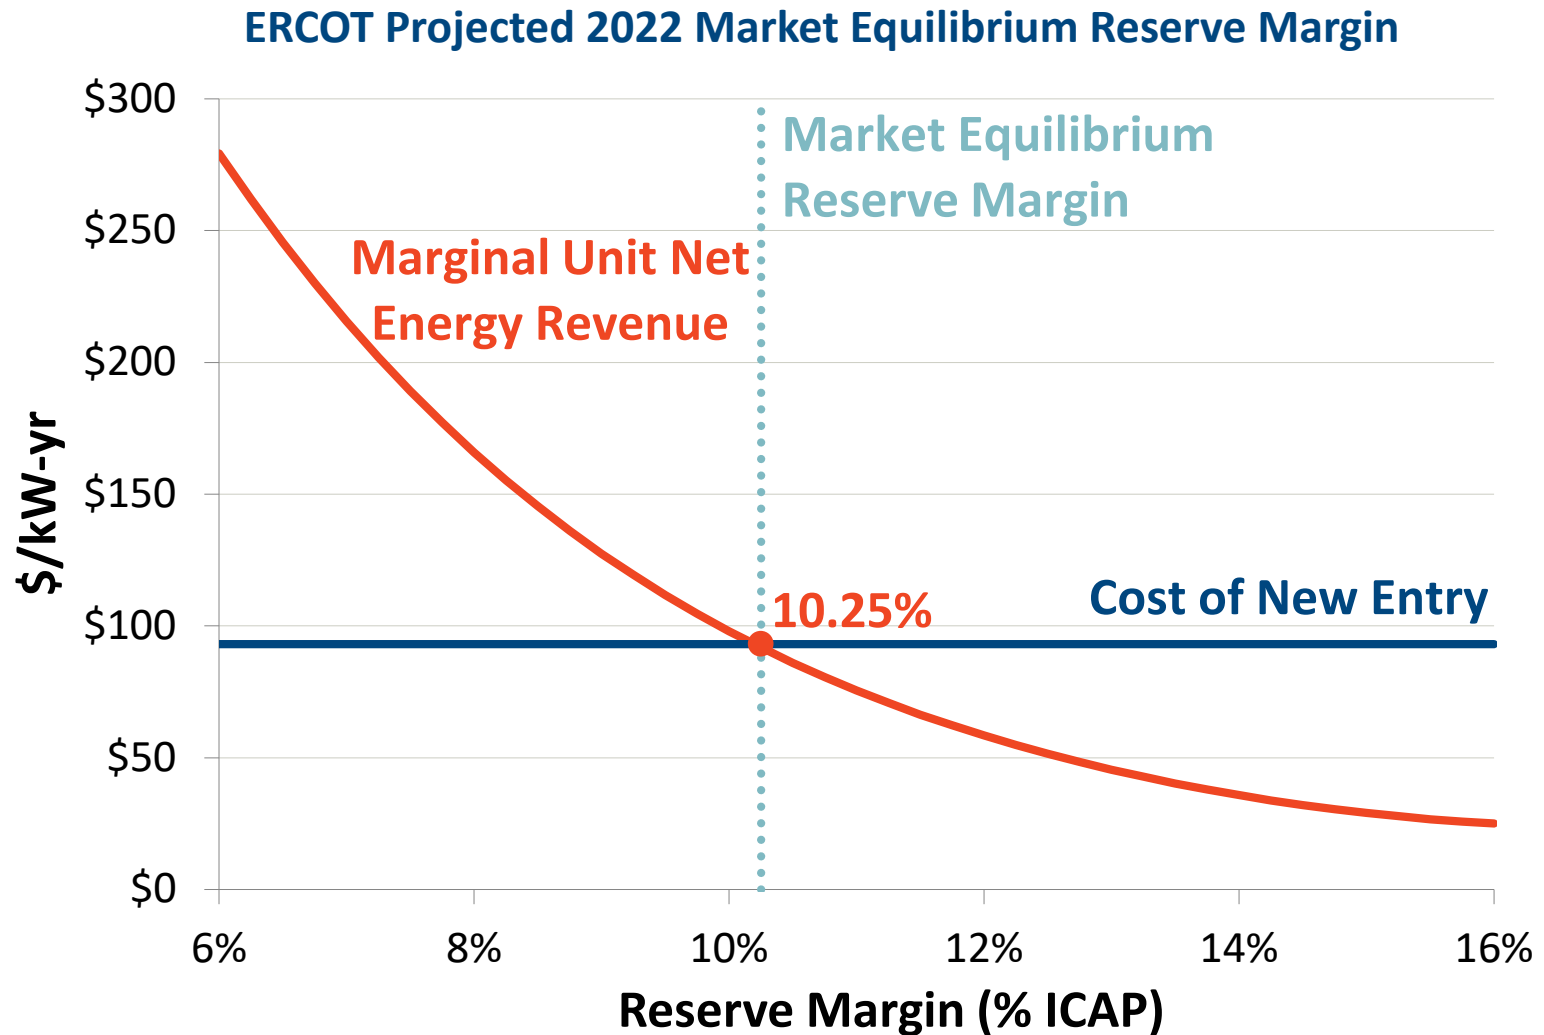 ERCOT Projected 2022 Market Equilibrium Reserve Margin
$300
$250
$200
$150
$100
$50
$0
$/kW-yr
Market Equilibrium
Reserve Margin
Marginal Unit Net
Energy Revenue
10.25%
Cost of New Entry
6%
8%
10%
12%
14%
16%
Reserve Margin (% ICAP)